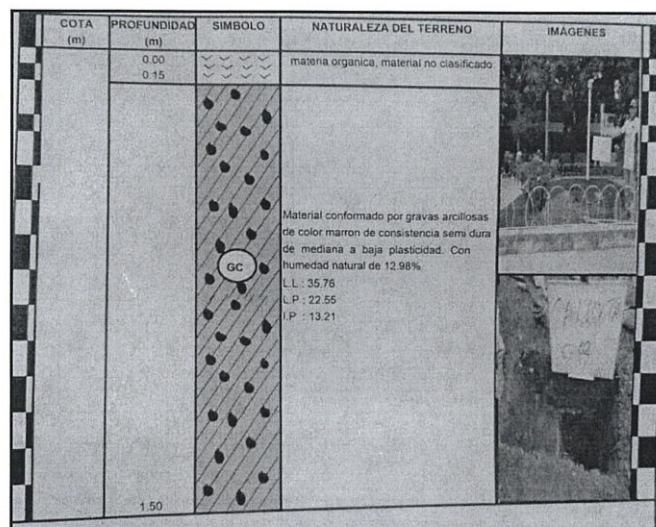 COTA (m)
PROFUNDIDAD (m)
SIMBOLO
NATURALEZA DEL TERRENO
IMÁGENES
0.00
0.15
materia organica, material no clasificado
Material conformado por gravas arcillosas
de color marron de consistencia semi dura
de mediana a baja plasticidad. Con
humedad natural de 12.98%
L.L : 35.76
L.P : 22.55
I.P : 13.21
GC
1.50